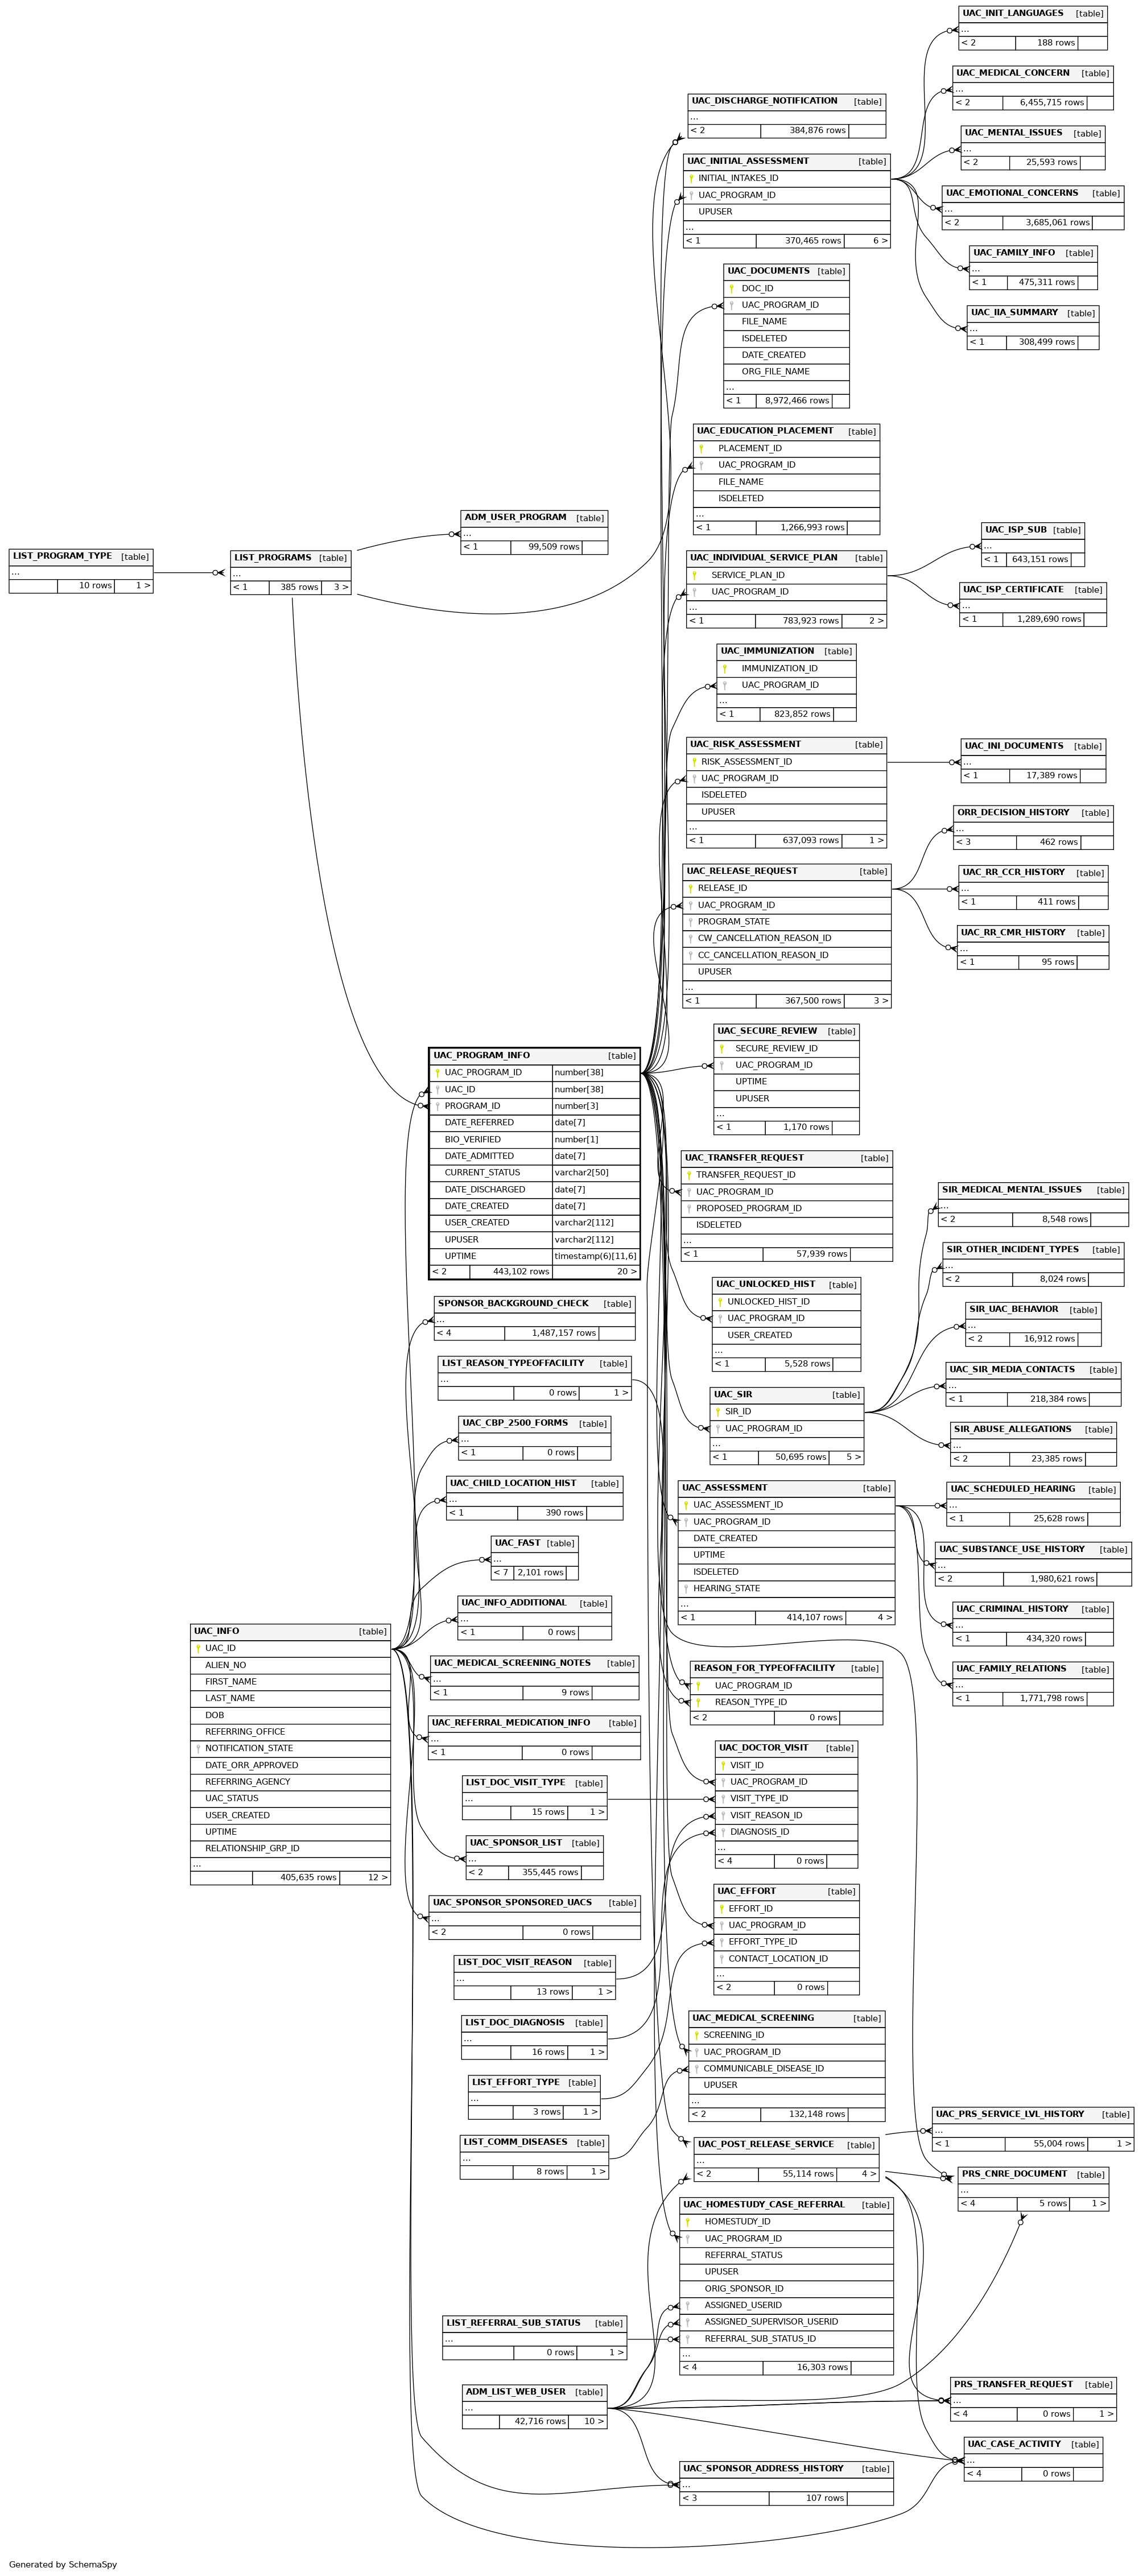 UAC_INIT_LANGUAGES [table]
...
< 2 188 rows
UAC_MEDICAL_CONCERN [table]
...
< 2 6,455,715 rows
UAC_DISCHARGE_NOTIFICATION [table]
...
< 2 384,876 rows
UAC_MENTAL_ISSUES [table]
...
< 2 25,593 rows
UAC_INITIAL_ASSESSMENT [table]
INITIAL_INTAKES_ID
UAC_PROGRAM_ID
UPUSER
...
< 1 370,465 rows 6 >
UAC_EMOTIONAL_CONCERNS [table]
...
< 2 3,685,061 rows
UAC_FAMILY_INFO [table]
...
< 1 475,311 rows
UAC_DOCUMENTS [table]
DOC_ID
UAC_PROGRAM_ID
FILE_NAME
ISDELETED
DATE_CREATED
ORG_FILE_NAME
...
< 1 8,972,466 rows
UAC_IIA_SUMMARY [table]
...
< 1 308,499 rows
UAC_EDUCATION_PLACEMENT [table]
PLACEMENT_ID
UAC_PROGRAM_ID
FILE_NAME
ISDELETED
...
< 1 1,266,993 rows
ADM_USER_PROGRAM [table]
...
< 1 99,509 rows
LIST_PROGRAM_TYPE [table]
...
10 rows 1 >
LIST_PROGRAMS [table]
...
< 1 385 rows 3 >
UAC_INDIVIDUAL_SERVICE_PLAN [table]
SERVICE_PLAN_ID
UAC_PROGRAM_ID
...
< 1 783,923 rows 2 >
UAC_ISP_SUB [table]
...
< 1 643,151 rows
UAC_ISP_CERTIFICATE [table]
...
< 1 1,289,690 rows
UAC_IMMUNIZATION [table]
IMMUNIZATION_ID
UAC_PROGRAM_ID
...
< 1 823,852 rows
UAC_RISK_ASSESSMENT [table]
RISK_ASSESSMENT_ID
UAC_PROGRAM_ID
ISDELETED
UPUSER
...
< 1 637,093 rows 1 >
UAC_INI_DOCUMENTS [table]
...
< 1 17,389 rows
ORR_DECISION_HISTORY [table]
...
< 3 462 rows
UAC_RELEASE_REQUEST [table]
RELEASE_ID
UAC_PROGRAM_ID
PROGRAM_STATE
CW_CANCELLATION_REASON_ID
CC_CANCELLATION_REASON_ID
UPUSER
...
< 1 367,500 rows 3 >
UAC_RR_CCR_HISTORY [table]
...
< 1 411 rows
UAC_RR_CMR_HISTORY [table]
...
< 1 95 rows
UAC_SECURE_REVIEW [table]
SECURE_REVIEW_ID
UAC_PROGRAM_ID
UPTIME
UPUSER
...
< 1 1,170 rows
UAC_PROGRAM_INFO [table]
UAC_PROGRAM_ID number[38]
UAC_ID number[38]
PROGRAM_ID number[3]
DATE_REFERRED date[7]
BIO_VERIFIED number[1]
DATE_ADMITTED date[7]
CURRENT_STATUS varchar2[50]
DATE_DISCHARGED date[7]
DATE_CREATED date[7]
USER_CREATED varchar2[112]
UPUSER varchar2[112]
UPTIME timestamp(6)[11,6]
< 2 443,102 rows 20 >
UAC_TRANSFER_REQUEST [table]
TRANSFER_REQUEST_ID
UAC_PROGRAM_ID
PROPOSED_PROGRAM_ID
ISDELETED
...
< 1 57,939 rows
SIR_MEDICAL_MENTAL_ISSUES [table]
...
< 2 8,548 rows
SIR_OTHER_INCIDENT_TYPES [table]
...
< 2 8,024 rows
UAC_UNLOCKED_HIST [table]
UNLOCKED_HIST_ID
UAC_PROGRAM_ID
USER_CREATED
...
< 1 5,528 rows
SPONSOR_BACKGROUND_CHECK [table]
...
< 4 1,487,157 rows
SIR_UAC_BEHAVIOR [table]
...
< 2 16,912 rows
LIST_REASON_TYPEOFFACILITY [table]
...
0 rows 1 >
UAC_SIR_MEDIA_CONTACTS [table]
...
< 1 218,384 rows
UAC_SIR [table]
SIR_ID
UAC_PROGRAM_ID
...
< 1 50,695 rows 5 >
UAC_CBP_2500_FORMS [table]
...
< 1 0 rows
SIR_ABUSE_ALLEGATIONS [table]
...
< 2 23,385 rows
UAC_CHILD_LOCATION_HIST [table]
...
< 1 390 rows
UAC_ASSESSMENT [table]
UAC_ASSESSMENT_ID
UAC_PROGRAM_ID
DATE_CREATED
UPTIME
ISDELETED
HEARING_STATE
...
< 1 414,107 rows 4 >
UAC_SCHEDULED_HEARING [table]
...
< 1 25,628 rows
UAC_FAST [table]
...
< 7 2,101 rows
UAC_SUBSTANCE_USE_HISTORY [table]
...
< 2 1,980,621 rows
UAC_INFO_ADDITIONAL [table]
...
< 1 0 rows
UAC_CRIMINAL_HISTORY [table]
...
< 1 434,320 rows
UAC_INFO [table]
UAC_ID
ALIEN_NO
FIRST_NAME
LAST_NAME
DOB
REFERRING_OFFICE
NOTIFICATION_STATE
DATE_ORR_APPROVED
REFERRING_AGENCY
UAC_STATUS
USER_CREATED
UPTIME
RELATIONSHIP_GRP_ID
...
405,635 rows 12 >
UAC_MEDICAL_SCREENING_NOTES [table]
...
< 1 9 rows
REASON_FOR_TYPEOFFACILITY [table]
UAC_PROGRAM_ID
REASON_TYPE_ID
< 2 0 rows
UAC_FAMILY_RELATIONS [table]
...
< 1 1,771,798 rows
UAC_REFERRAL_MEDICATION_INFO [table]
...
< 1 0 rows
UAC_DOCTOR_VISIT [table]
VISIT_ID
UAC_PROGRAM_ID
VISIT_TYPE_ID
VISIT_REASON_ID
DIAGNOSIS_ID
...
< 4 0 rows
LIST_DOC_VISIT_TYPE [table]
...
15 rows 1 >
UAC_SPONSOR_LIST [table]
...
< 2 355,445 rows
UAC_SPONSOR_SPONSORED_UACS [table]
...
< 2 0 rows
UAC_EFFORT [table]
EFFORT_ID
UAC_PROGRAM_ID
EFFORT_TYPE_ID
CONTACT_LOCATION_ID
...
< 2 0 rows
LIST_DOC_VISIT_REASON [table]
...
13 rows 1 >
LIST_DOC_DIAGNOSIS [table]
...
16 rows 1 >
UAC_MEDICAL_SCREENING [table]
SCREENING_ID
UAC_PROGRAM_ID
COMMUNICABLE_DISEASE_ID
UPUSER
...
< 2 132,148 rows
LIST_EFFORT_TYPE [table]
...
3 rows 1 >
LIST_COMM_DISEASES [table]
...
8 rows 1 >
UAC_POST_RELEASE_SERVICE [table]
...
< 2 55,114 rows 4 >
UAC_PRS_SERVICE_LVL_HISTORY [table]
...
< 1 55,004 rows 1 >
PRS_CNRE_DOCUMENT [table]
...
< 4 5 rows 1 >
UAC_HOMESTUDY_CASE_REFERRAL [table]
HOMESTUDY_ID
UAC_PROGRAM_ID
REFERRAL_STATUS
UPUSER
ORIG_SPONSOR_ID
ASSIGNED_USERID
ASSIGNED_SUPERVISOR_USERID
REFERRAL_SUB_STATUS_ID
...
< 4 16,303 rows
LIST_REFERRAL_SUB_STATUS [table]
...
0 rows 1 >
ADM_LIST_WEB_USER [table]
...
42,716 rows 10 >
PRS_TRANSFER_REQUEST [table]
...
< 4 0 rows 1 >
UAC_CASE_ACTIVITY [table]
...
< 4 0 rows
UAC_SPONSOR_ADDRESS_HISTORY [table]
...
< 3 107 rows
Generated by SchemaSpy